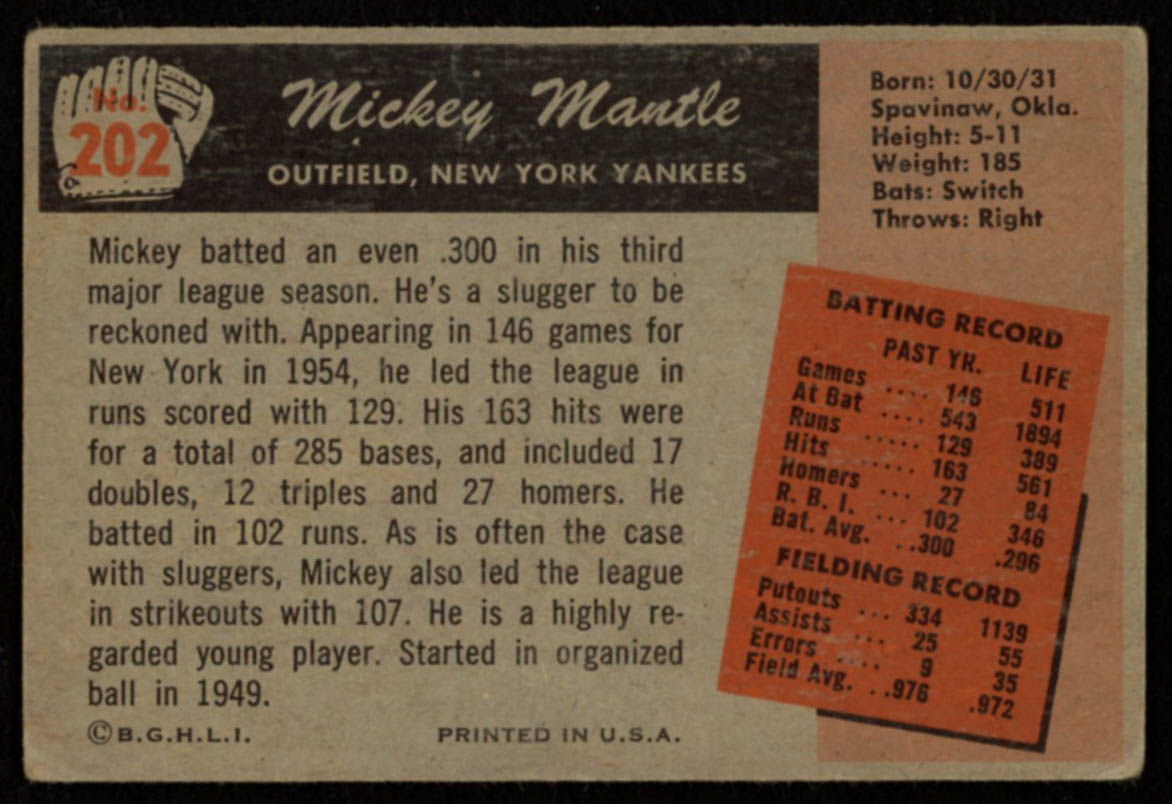 No.
202
Mickey Mantle
OUTFIELD, NEW YORK YANKEES
Born: 10/30/31
Spavinaw, Okla.
Height: 5-11
Weight: 185
Bats: Switch
Throws: Right
Mickey batted an even .300 in his third
major league season. He's a slugger to be
reckoned with. Appearing in 146 games for
New York in 1954, he led the league in
runs scored with 129. His 163 hits were
for a total of 285 bases, and included 17
doubles, 12 triples and 27 homers. He
batted in 102 runs. As is often the case
with sluggers, Mickey also led the league
in strikeouts with 107. He is a highly re-
garded young player. Started in organized
ball in 1949.
©B.G.H.L.I. PRINTED IN U.S.A.
BATTING RECORD
PAST YR. LIFE
Games .... 146 511
At Bat .... 543 1894
Runs ..... 129 389
Hits ..... 163 561
Homers ... 27 84
R. B. I. ... 102 346
Bat. Avg. ..300 .296
FIELDING RECORD
Putouts ... 334 1139
Assists ... 25 55
Errors .... 9 35
Field Avg. ..976 .972